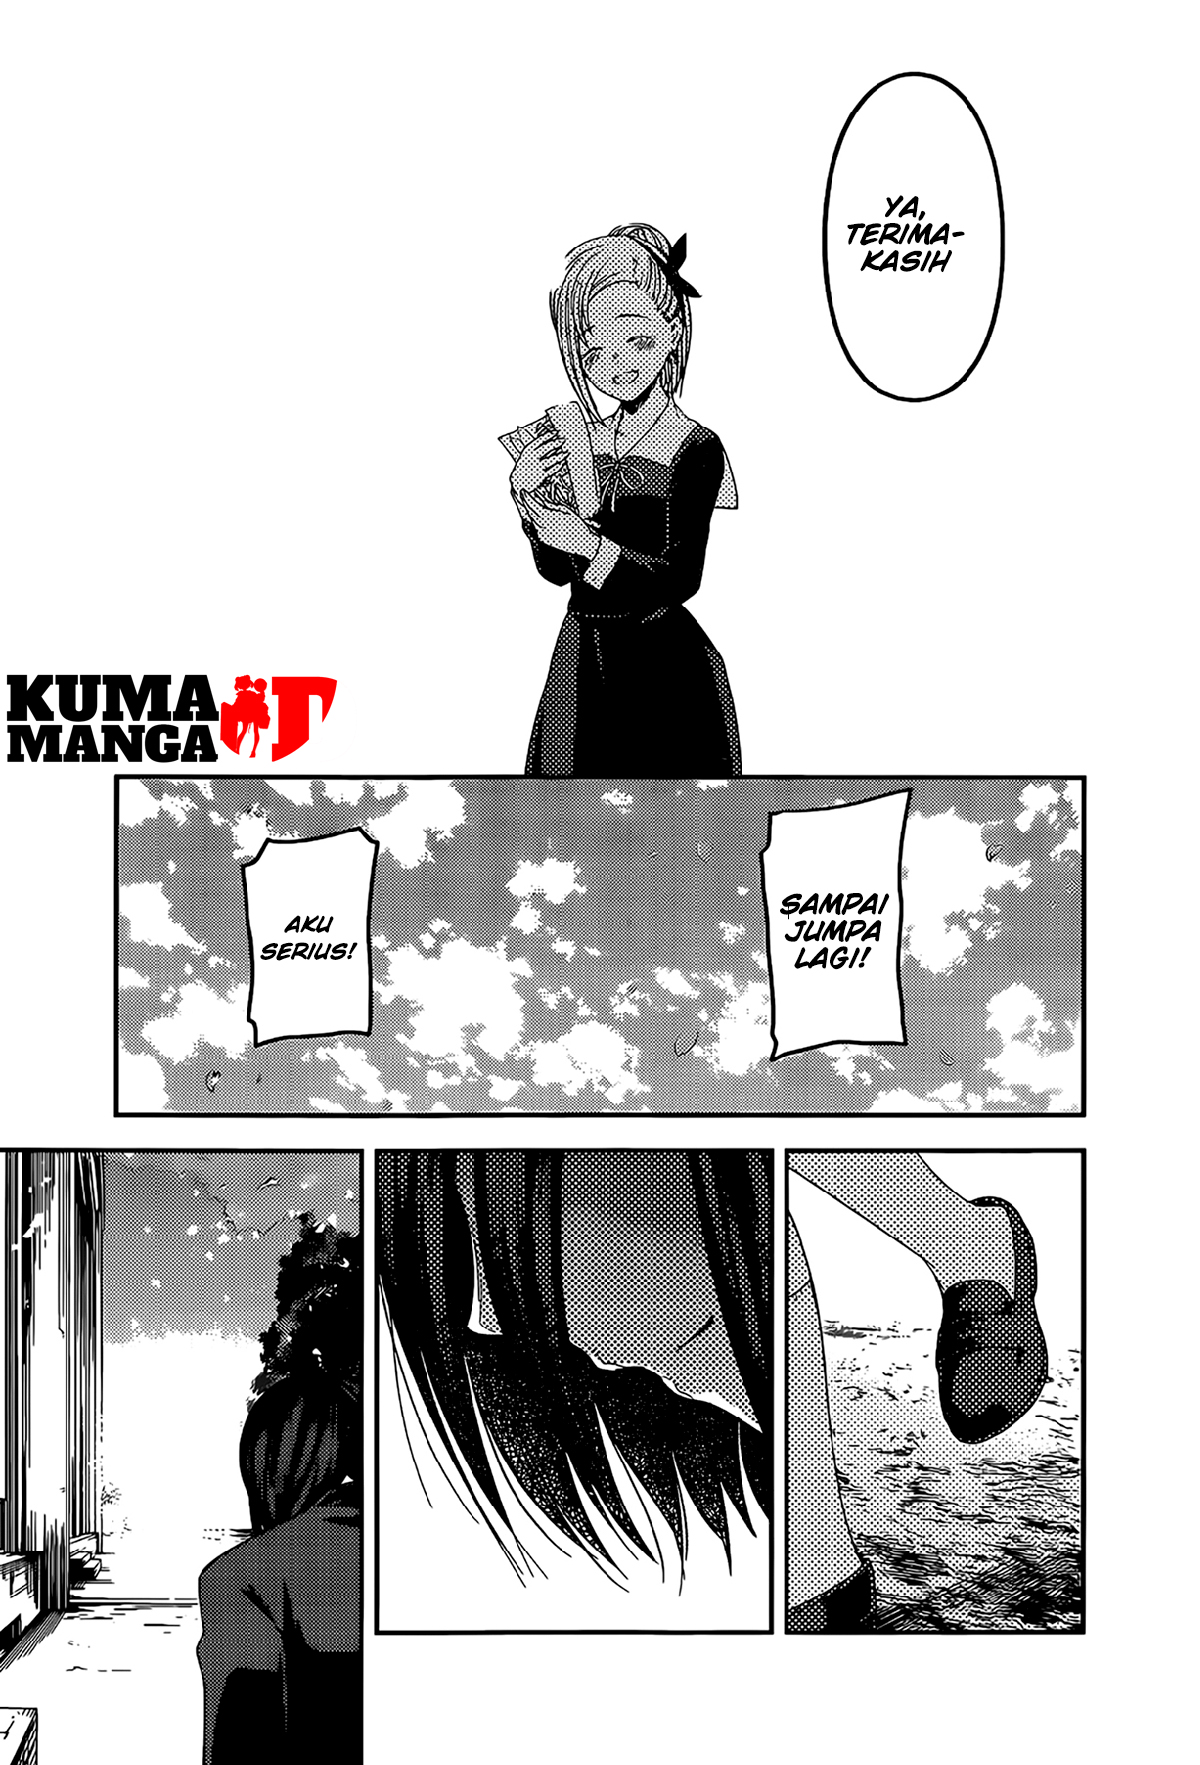 YA,
TERIMA-
KASIH
KUMA
MANGA
SAMPAI
JUMPA
LAGI!
AKU
SERIUS!